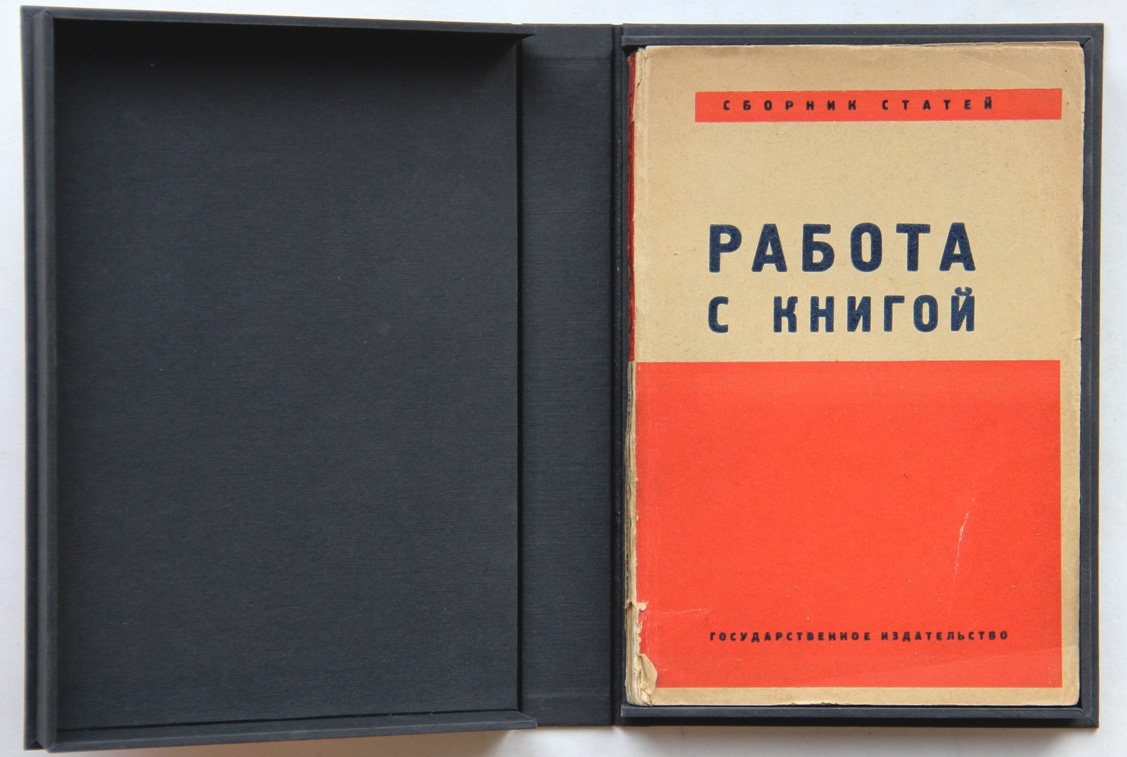 СБОРНИК СТАТЕЙ
РАБОТА
С КНИГОЙ
ГОСУДАРСТВЕННОЕ ИЗДАТЕЛЬСТВО